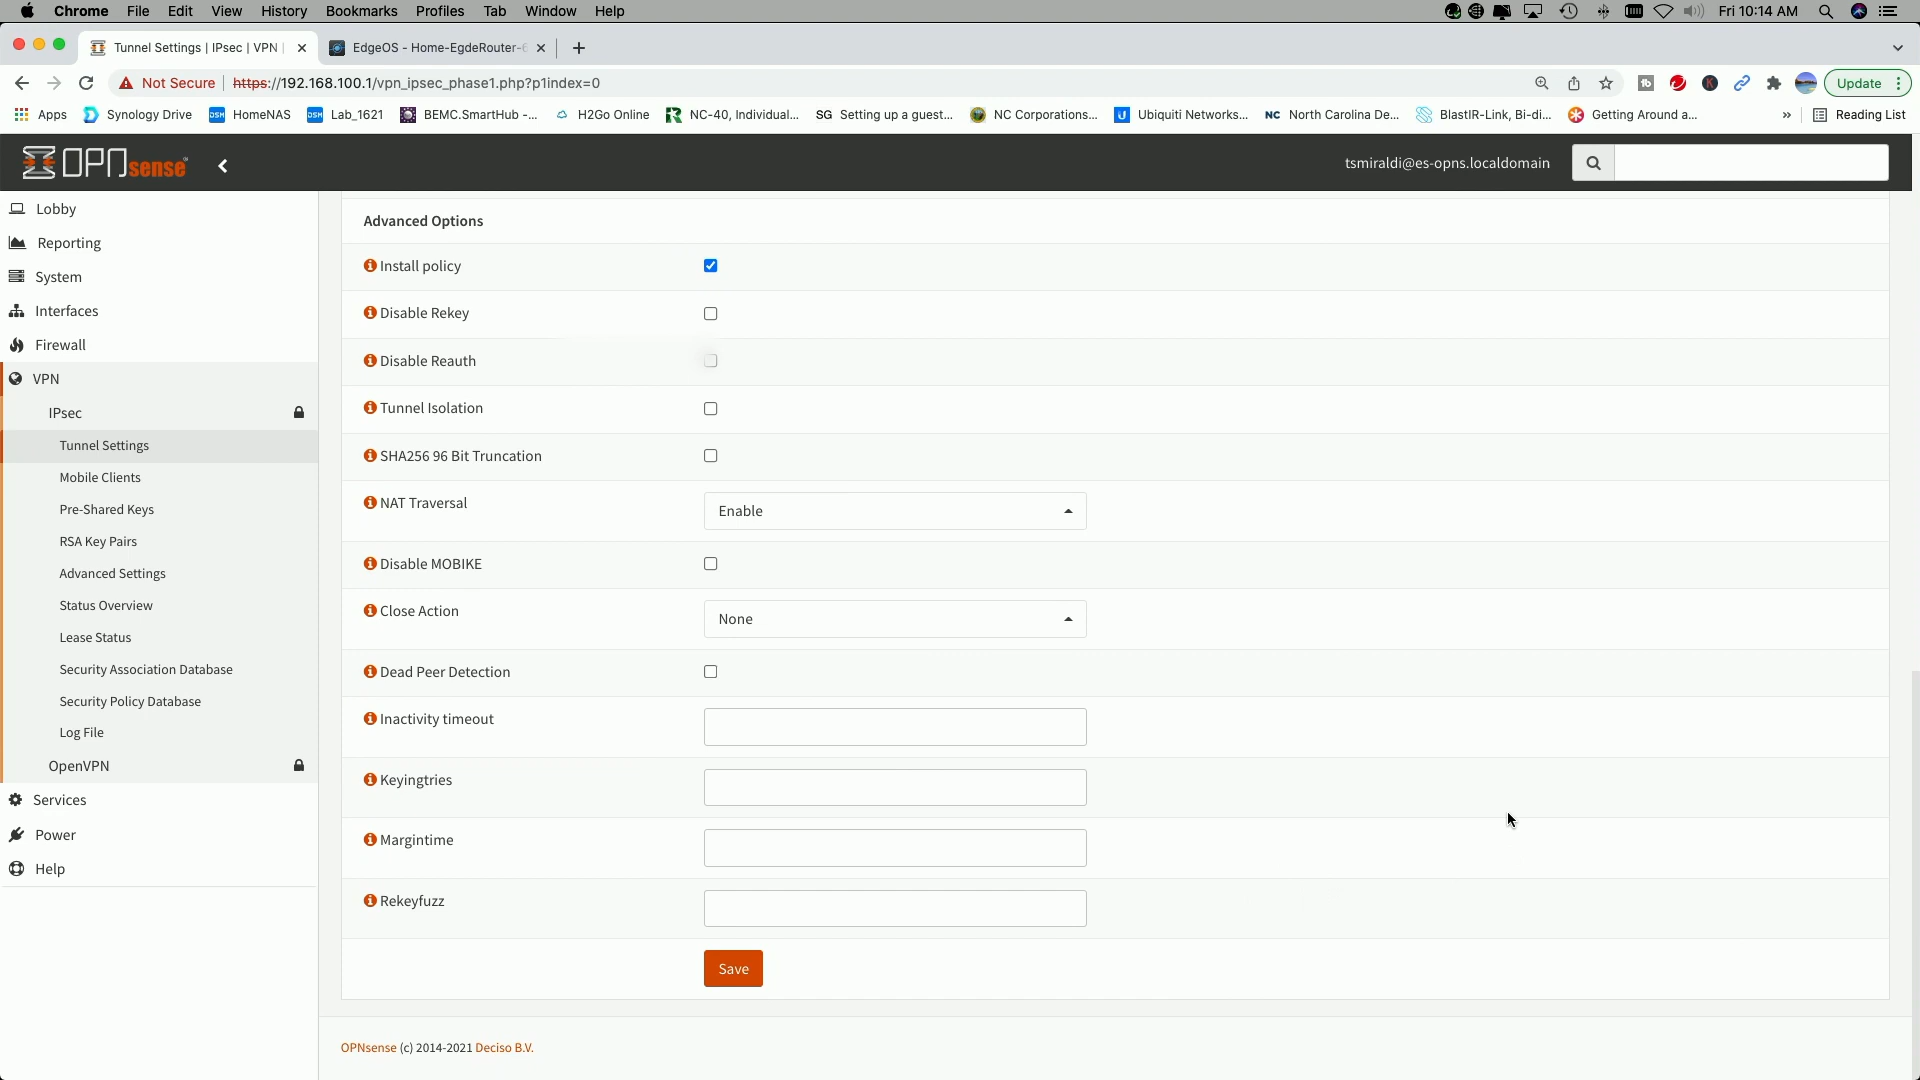 Chrome File Edit View History Bookmarks Profiles Tab Window Help Fri 10:14 AM
Tunnel Settings | IPsec | VPN | EdgeOS - Home-EgdeRouter-6
Not Secure https://192.168.100.1/vpn_ipsec_phase1.php?p1index=0 Update
Apps Synology Drive HomeNAS Lab_1621 BEMC.SmartHub -... H2Go Online NC-40, Individual... SG Setting up a guest... NC Corporations... Ubiquiti Networks... NC North Carolina De... BlastIR-Link, Bi-di... Getting Around a... » Reading List
OPNsense tsmiraldi@es-opns.localdomain
Lobby
Reporting
System
Interfaces
Firewall
VPN
IPsec
Tunnel Settings
Mobile Clients
Pre-Shared Keys
RSA Key Pairs
Advanced Settings
Status Overview
Lease Status
Security Association Database
Security Policy Database
Log File
OpenVPN
Services
Power
Help
Advanced Options
Install policy
Disable Rekey
Disable Reauth
Tunnel Isolation
SHA256 96 Bit Truncation
NAT Traversal Enable
Disable MOBIKE
Close Action None
Dead Peer Detection
Inactivity timeout
Keyingtries
Margintime
Rekeyfuzz
Save
OPNsense (c) 2014-2021 Deciso B.V.